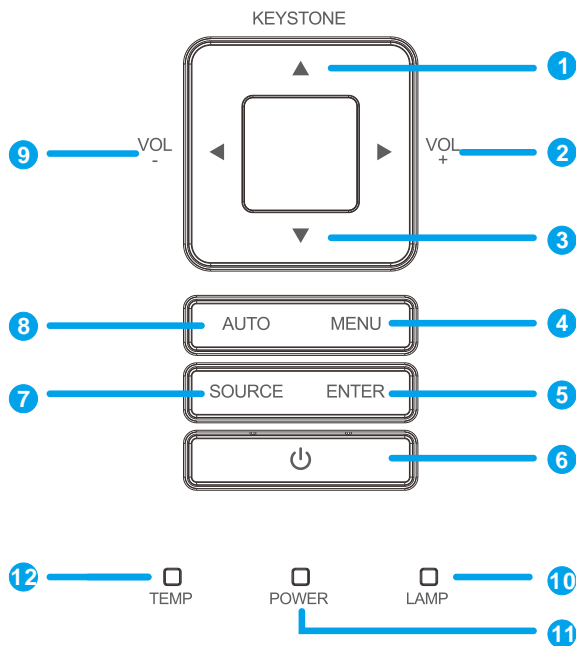 KEYSTONE
1
9 VOL - VOL + 2
3
8 AUTO MENU 4
7 SOURCE ENTER 5
6
12 10
TEMP POWER LAMP
11